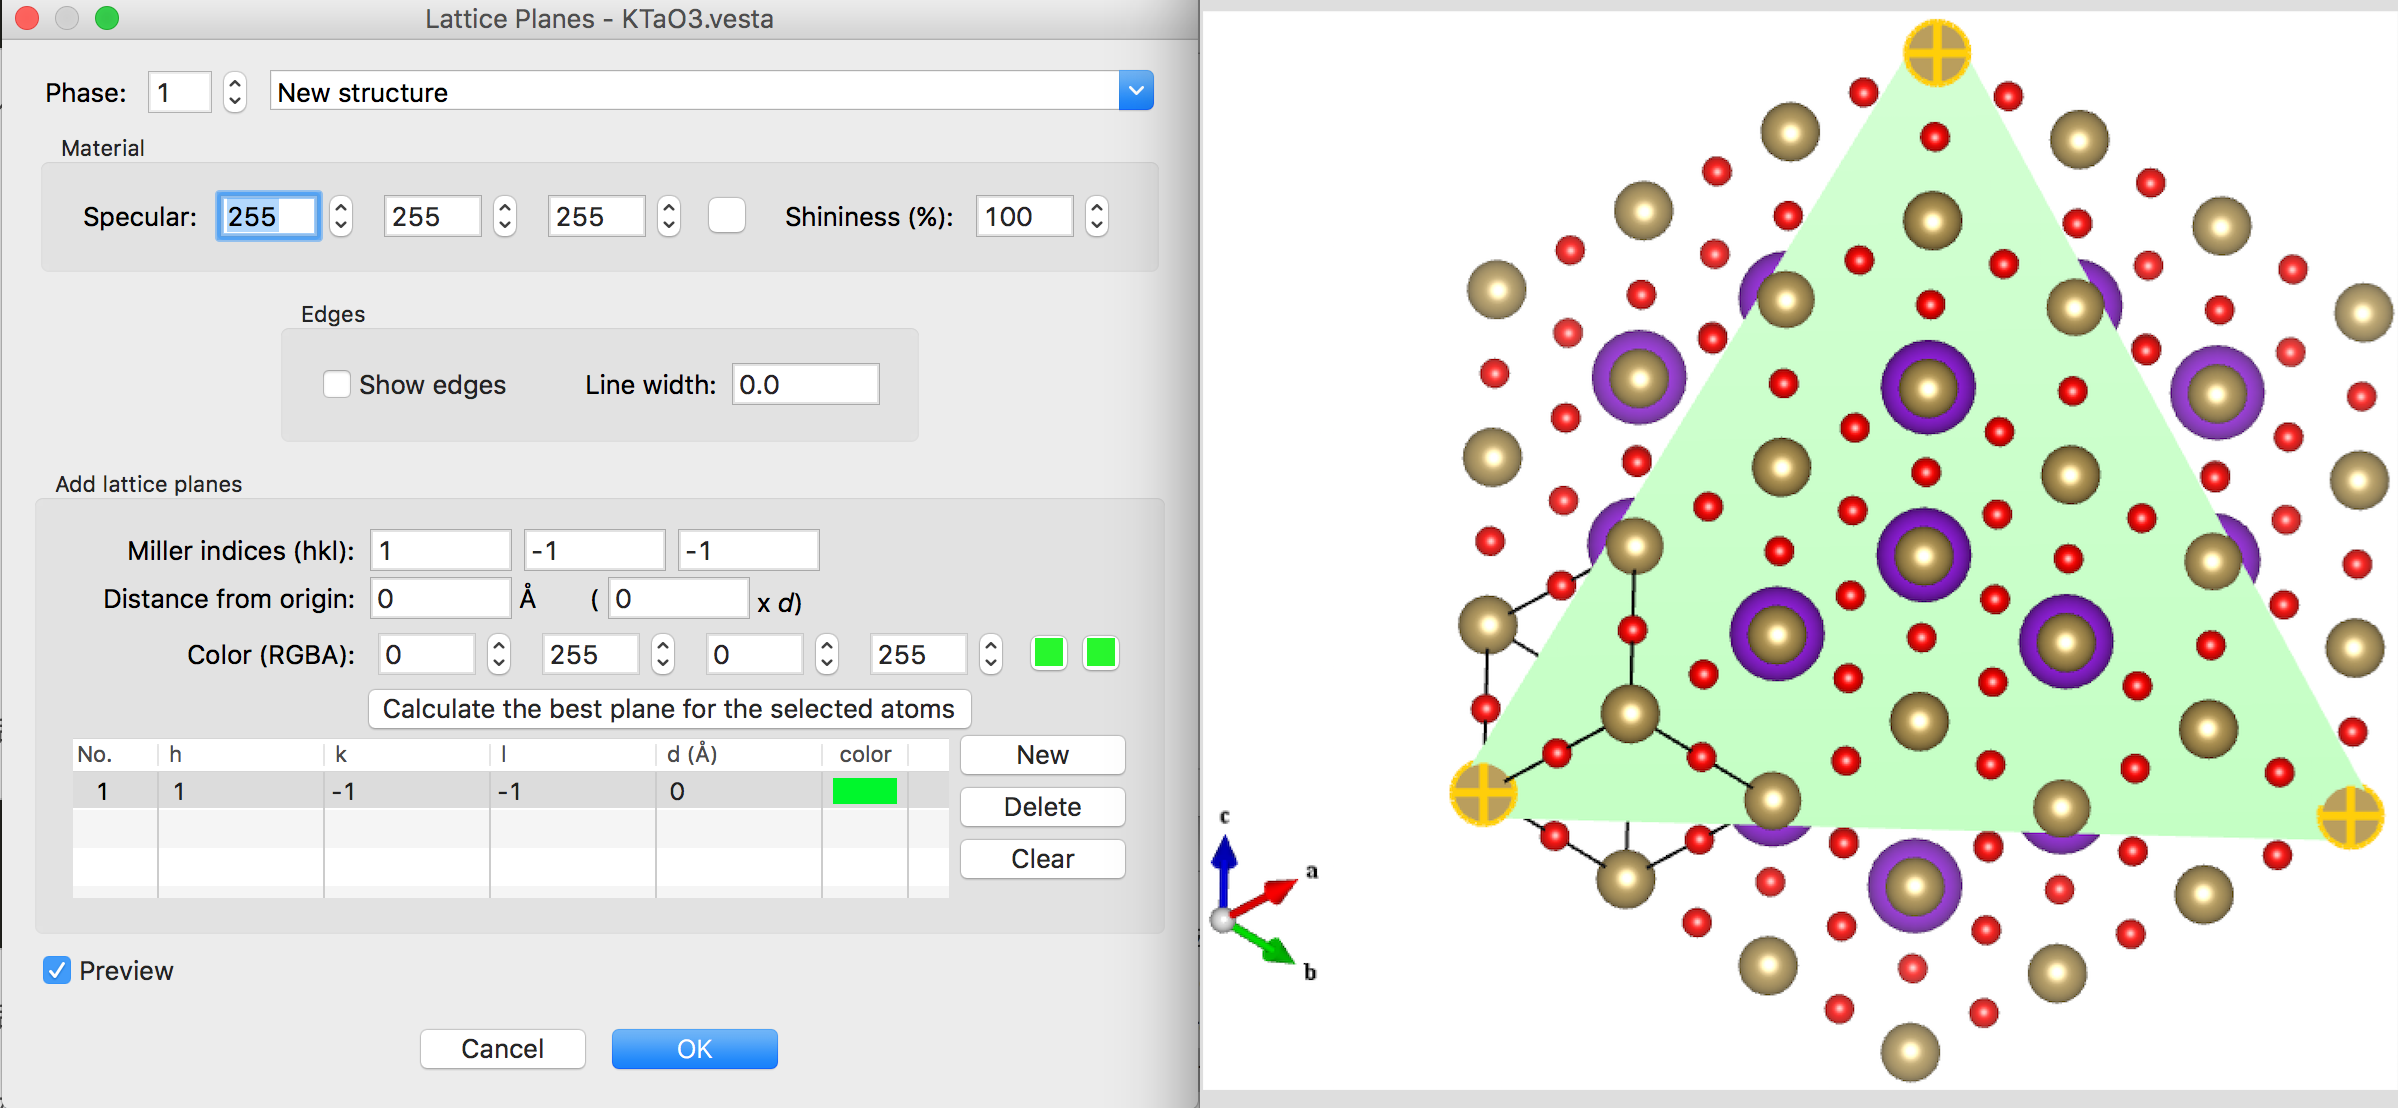 Lattice Planes - KTaO3.vesta
Phase: 1 New structure
Material
Specular: 255 255 255 Shininess (%): 100
Edges
Show edges Line width: 0.0
Add lattice planes
Miller indices (hkl): 1 -1 -1
Distance from origin: 0 Å ( 0 x d)
Color (RGBA): 0 255 0 255
Calculate the best plane for the selected atoms
No. h k l d (Å) color
1 1 -1 -1 0
New
Delete
Clear
Preview
Cancel OK
c
a
b